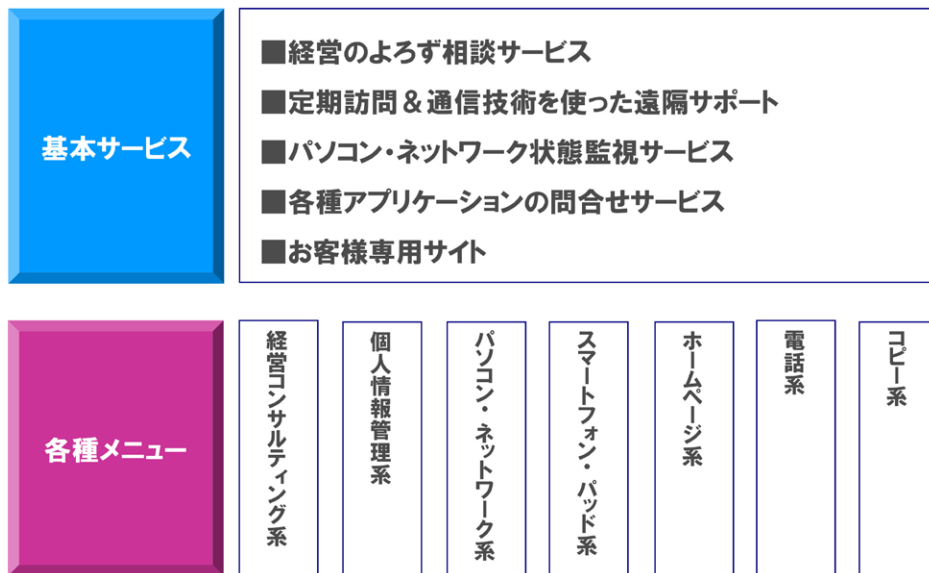 基本サービス
■経営のよろず相談サービス
■定期訪問＆通信技術を使った遠隔サポート
■パソコン・ネットワーク状態監視サービス
■各種アプリケーションの問合せサービス
■お客様専用サイト
各種メニュー
経営コンサルティング系
個人情報管理系
パソコン・ネットワーク系
スマートフォン・パッド系
ホームページ系
電話系
コピー系